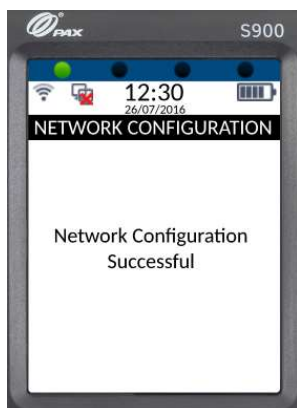 PAX
S900
12:30
26/07/2016
NETWORK CONFIGURATION
Network Configuration
Successful